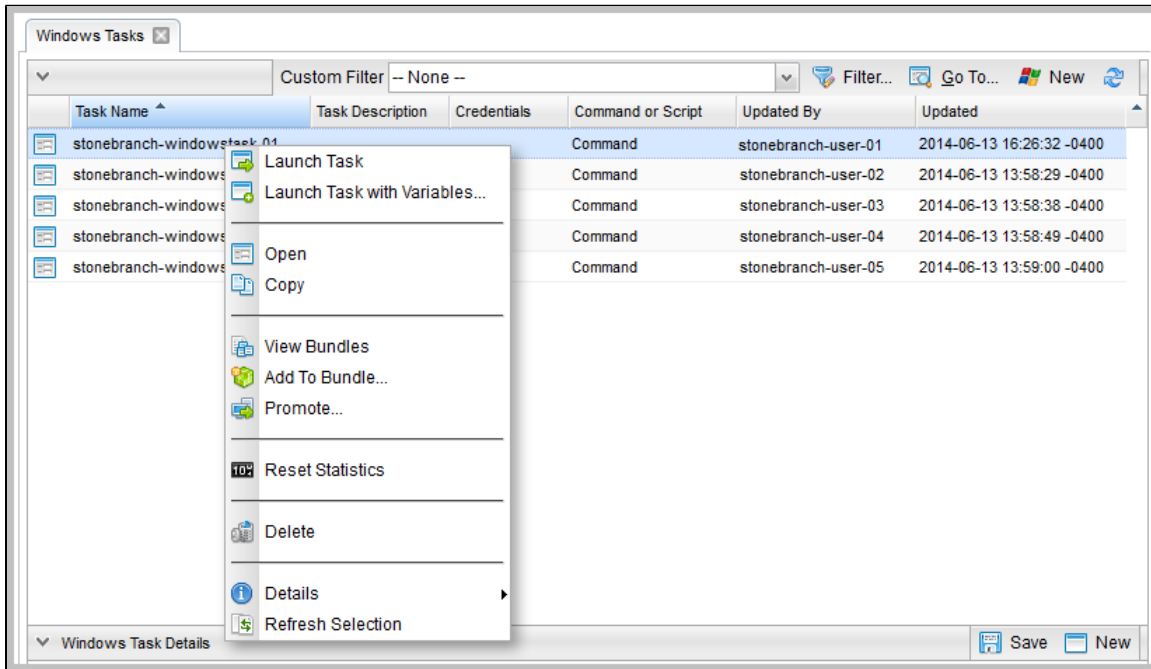 Windows Tasks
Custom Filter -- None -- Filter... Go To... New
Task Name Task Description Credentials Command or Script Updated By Updated
stonebranch-windowstask-01 Command stonebranch-user-01 2014-06-13 16:26:32 -0400
stonebranch-windows Command stonebranch-user-02 2014-06-13 13:58:29 -0400
stonebranch-windows Command stonebranch-user-03 2014-06-13 13:58:38 -0400
stonebranch-windows Command stonebranch-user-04 2014-06-13 13:58:49 -0400
stonebranch-windows Command stonebranch-user-05 2014-06-13 13:59:00 -0400
Launch Task
Launch Task with Variables...
Open
Copy
View Bundles
Add To Bundle...
Promote...
Reset Statistics
Delete
Details
Refresh Selection
Windows Task Details Save New